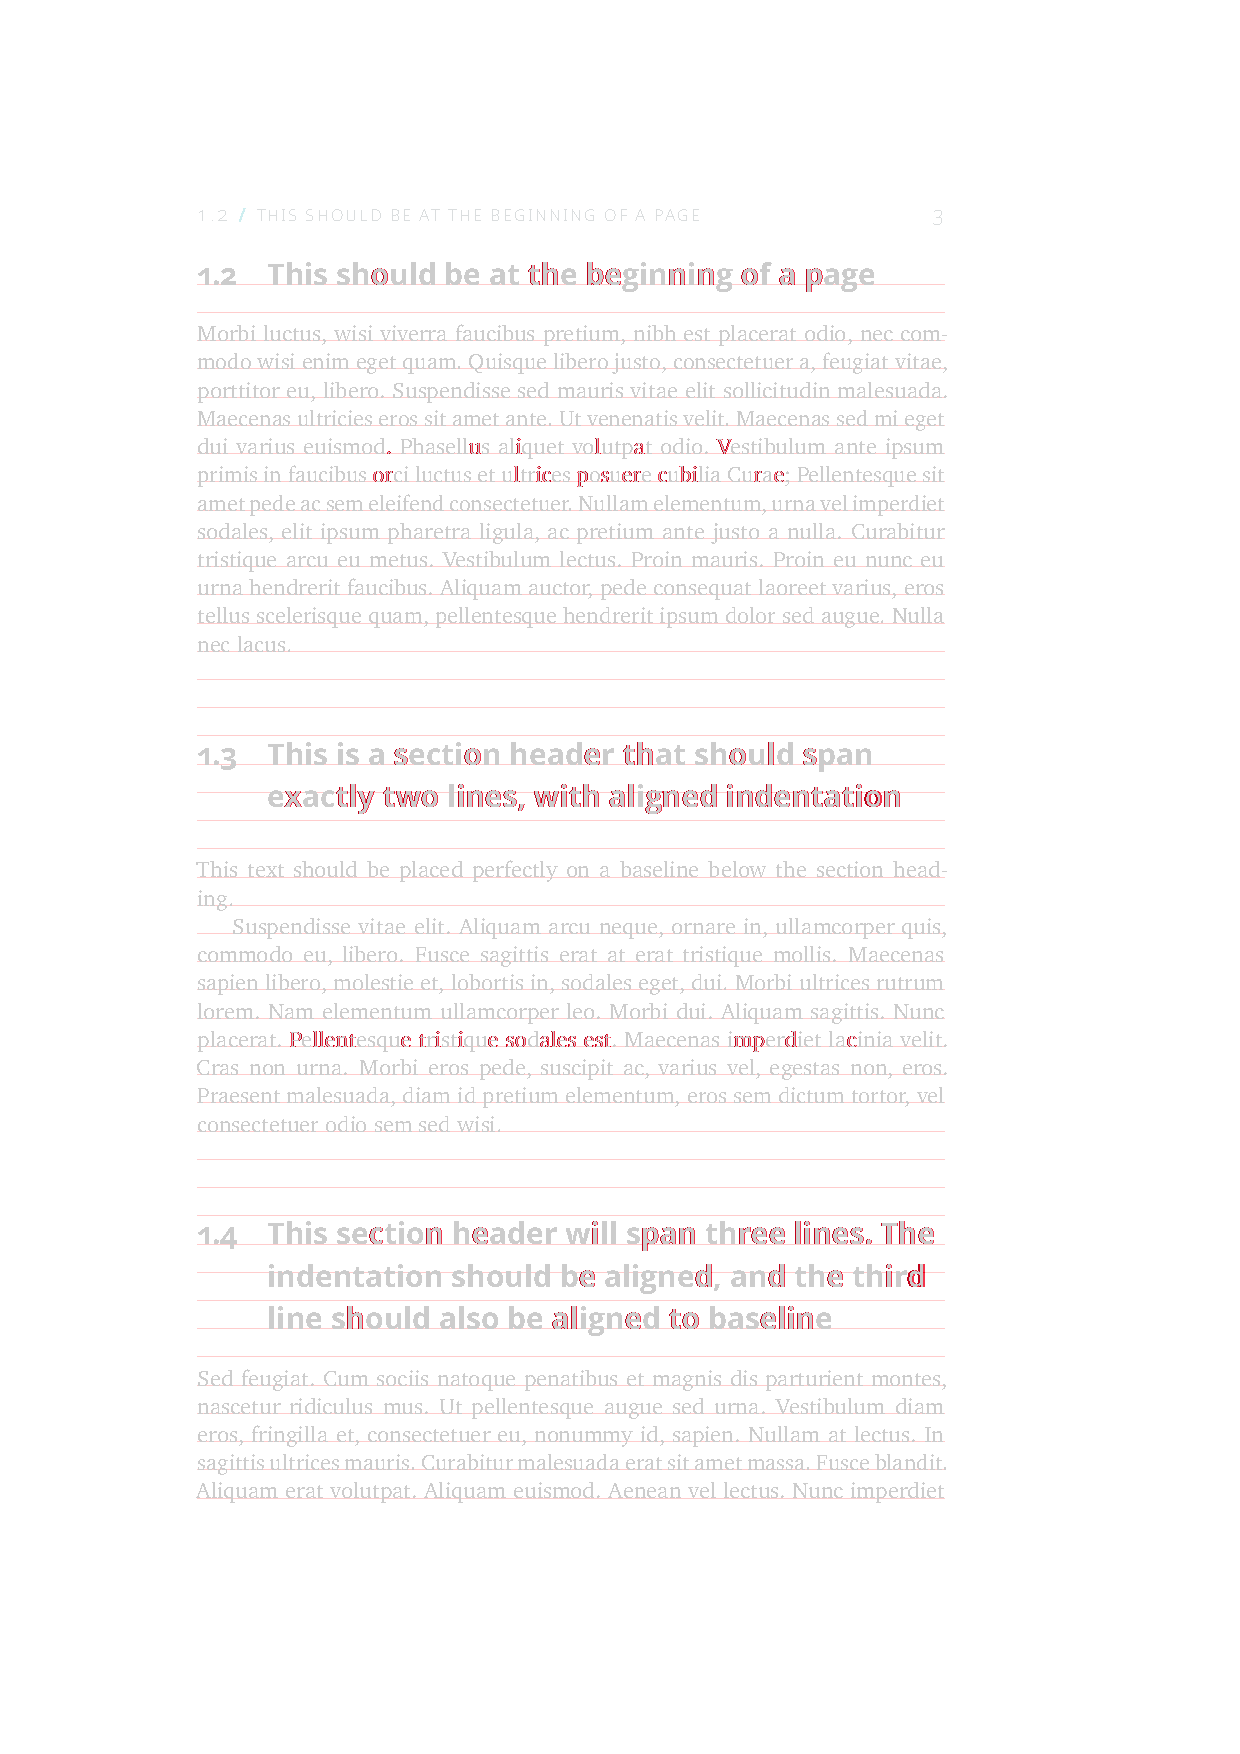 1.2 / THIS SHOULD BE AT THE BEGINNING OF A PAGE 3
1.2 This should be at the beginning of a page
Morbi luctus, wisi viverra faucibus pretium, nibh est placerat odio, nec com-
modo wisi enim eget quam. Quisque libero justo, consectetuer a, feugiat vitae,
porttitor eu, libero. Suspendisse sed mauris vitae elit sollicitudin malesuada.
Maecenas ultricies eros sit amet ante. Ut venenatis velit. Maecenas sed mi eget
dui varius euismod. Phasellus aliquet volutpat odio. Vestibulum ante ipsum
primis in faucibus orci luctus et ultrices posuere cubilia Curae; Pellentesque sit
amet pede ac sem eleifend consectetuer. Nullam elementum, urna vel imperdiet
sodales, elit ipsum pharetra ligula, ac pretium ante justo a nulla. Curabitur
tristique arcu eu metus. Vestibulum lectus. Proin mauris. Proin eu nunc eu
urna hendrerit faucibus. Aliquam auctor, pede consequat laoreet varius, eros
tellus scelerisque quam, pellentesque hendrerit ipsum dolor sed augue. Nulla
nec lacus.
1.3 This is a section header that should span
exactly two lines, with aligned indentation
This text should be placed perfectly on a baseline below the section head-
ing.
Suspendisse vitae elit. Aliquam arcu neque, ornare in, ullamcorper quis,
commodo eu, libero. Fusce sagittis erat at erat tristique mollis. Maecenas
sapien libero, molestie et, lobortis in, sodales eget, dui. Morbi ultrices rutrum
lorem. Nam elementum ullamcorper leo. Morbi dui. Aliquam sagittis. Nunc
placerat. Pellentesque tristique sodales est. Maecenas imperdiet lacinia velit.
Cras non urna. Morbi eros pede, suscipit ac, varius vel, egestas non, eros.
Praesent malesuada, diam id pretium elementum, eros sem dictum tortor, vel
consectetuer odio sem sed wisi.
1.4 This section header will span three lines. The
indentation should be aligned, and the third
line should also be aligned to baseline
Sed feugiat. Cum sociis natoque penatibus et magnis dis parturient montes,
nascetur ridiculus mus. Ut pellentesque augue sed urna. Vestibulum diam
eros, fringilla et, consectetuer eu, nonummy id, sapien. Nullam at lectus. In
sagittis ultrices mauris. Curabitur malesuada erat sit amet massa. Fusce blandit.
Aliquam erat volutpat. Aliquam euismod. Aenean vel lectus. Nunc imperdiet